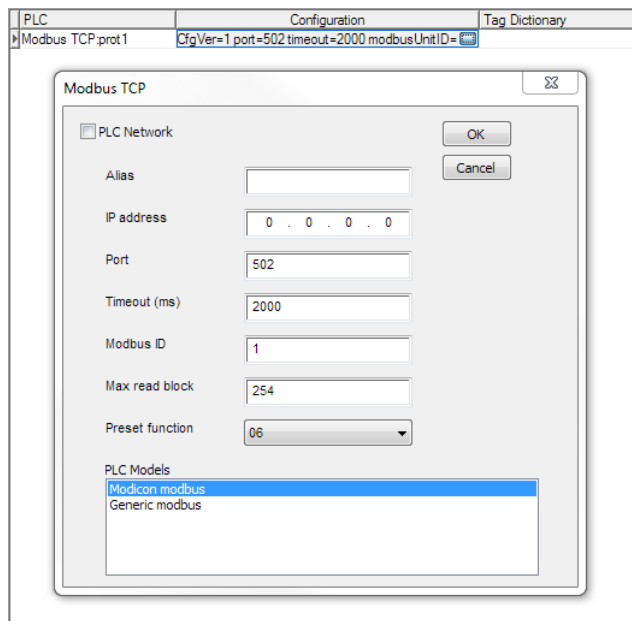 PLC Configuration Tag Dictionary
Modbus TCP:prot1 CfgVer=1 port=502 timeout=2000 modbusUnitID=
Modbus TCP
PLC Network OK
Alias Cancel
IP address 0 . 0 . 0 . 0
Port 502
Timeout (ms) 2000
Modbus ID 1
Max read block 254
Preset function 06
PLC Models
Modicon modbus
Generic modbus